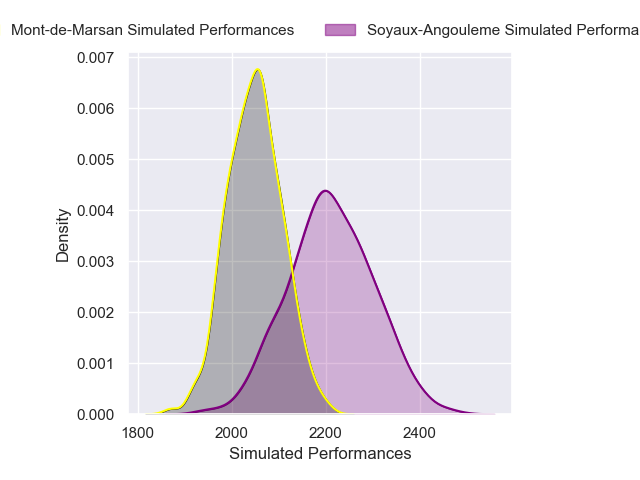 Mont-de-Marsan Simulated Performances
Soyaux-Angouleme Simulated Performa
0.007
0.006
0.005
0.004
0.003
0.002
0.001
0.000
Density
1800 2000 2200 2400
Simulated Performances